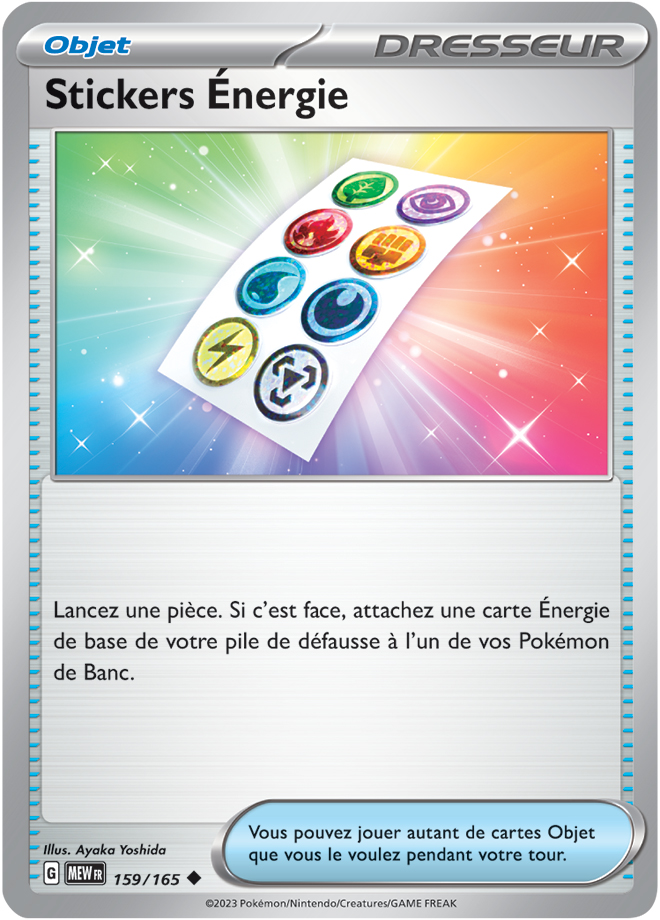 Objet
DRESSEUR
Stickers Énergie
Lancez une pièce. Si c’est face, attachez une carte Énergie
de base de votre pile de défausse à l’un de vos Pokémon
de Banc.
Vous pouvez jouer autant de cartes Objet
que vous le voulez pendant votre tour.
Illus. Ayaka Yoshida
G MEW FR 159/165
©2023 Pokémon/Nintendo/Creatures/GAME FREAK